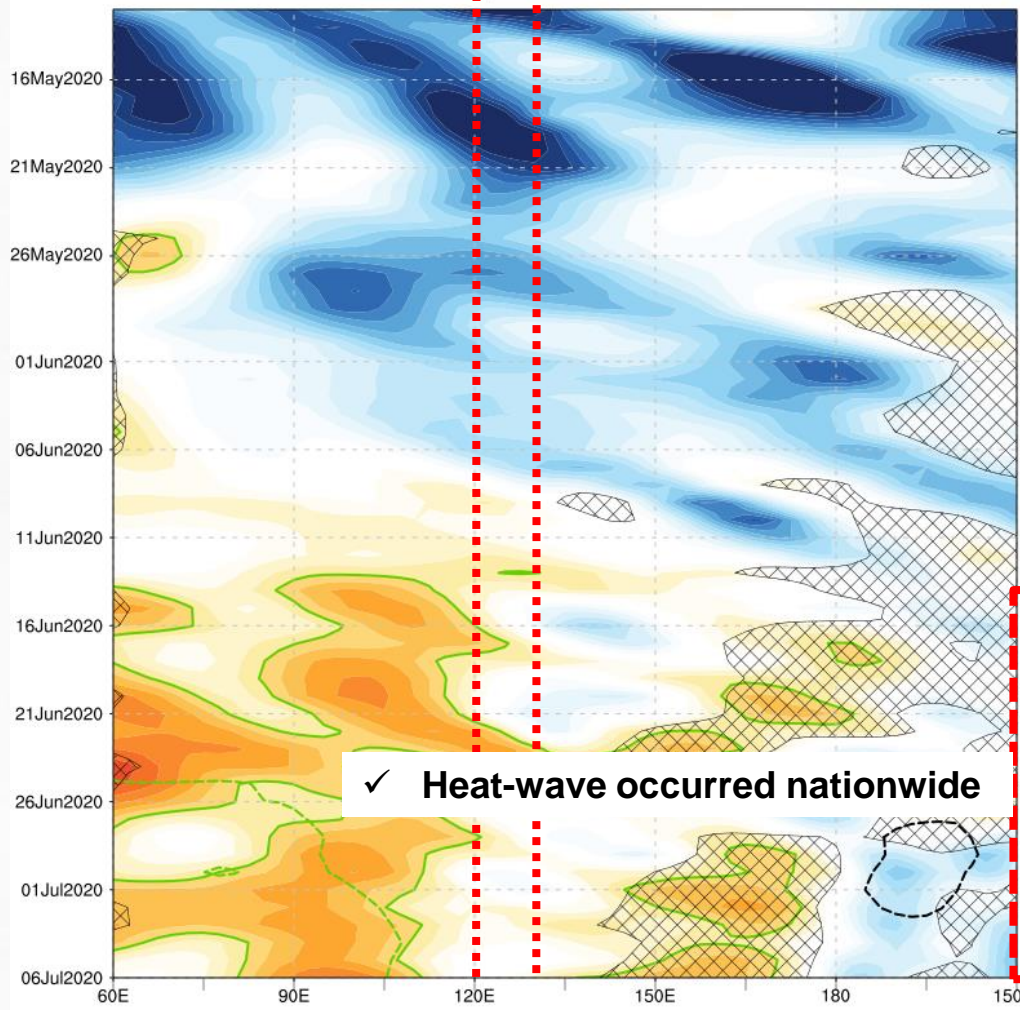 16May2020
21May2020
26May2020
01Jun2020
06Jun2020
11Jun2020
16Jun2020
21Jun2020
✓ Heat-wave occurred nationwide
26Jun2020
01Jul2020
06Jul2020
60E 90E 120E 150E 180 150